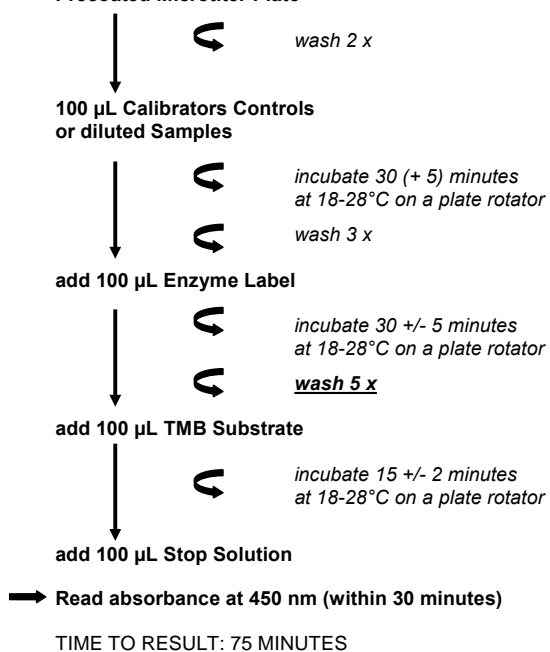 wash 2 x
100 µL Calibrators Controls
or diluted Samples
incubate 30 (+ 5) minutes
at 18-28°C on a plate rotator
wash 3 x
add 100 µL Enzyme Label
incubate 30 +/- 5 minutes
at 18-28°C on a plate rotator
wash 5 x
add 100 µL TMB Substrate
incubate 15 +/- 2 minutes
at 18-28°C on a plate rotator
add 100 µL Stop Solution
Read absorbance at 450 nm (within 30 minutes)
TIME TO RESULT: 75 MINUTES